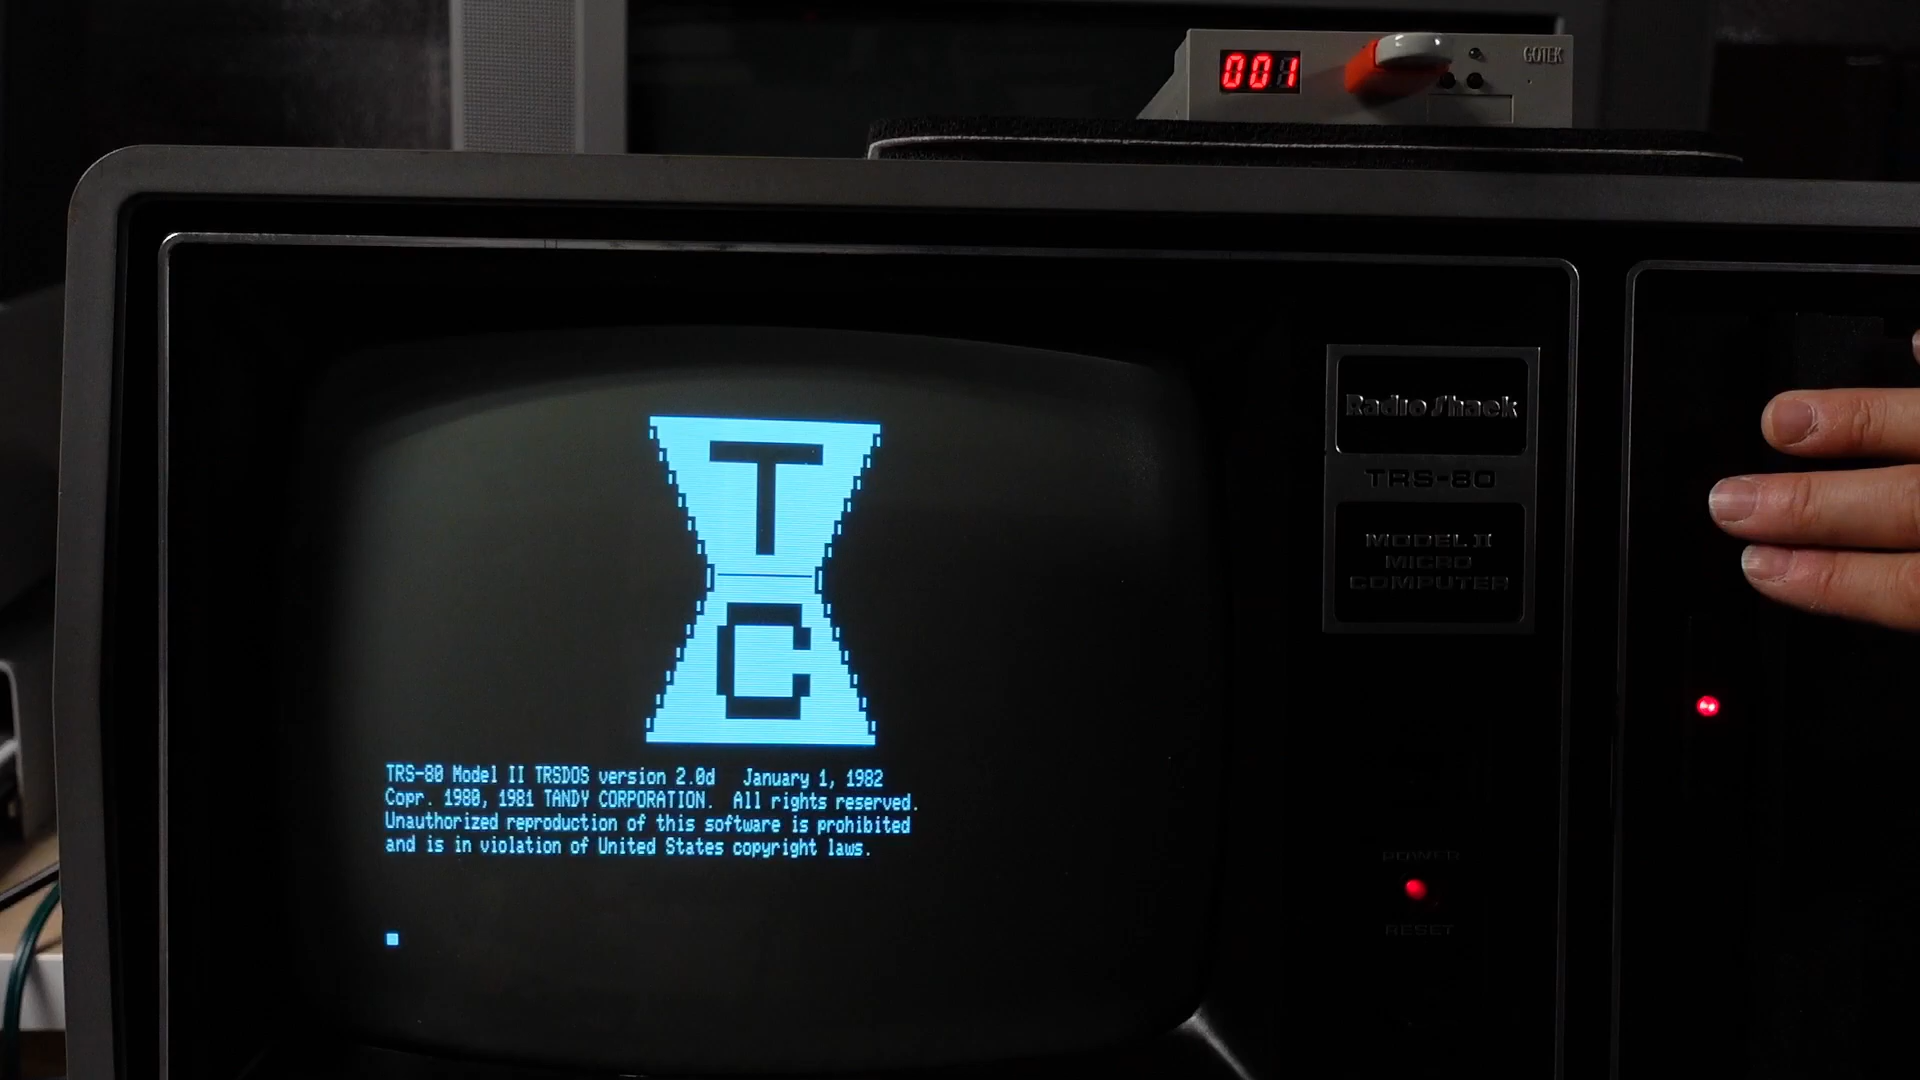 001
GOTEK
Radio Shack
TRS-80
MODEL II
MICRO
COMPUTER
T
C
TRS-80 Model II TRSDOS version 2.0d   January 1, 1982
Copr. 1980, 1981 TANDY CORPORATION.  All rights reserved.
Unauthorized reproduction of this software is prohibited
and is in violation of United States copyright laws.
POWER
RESET